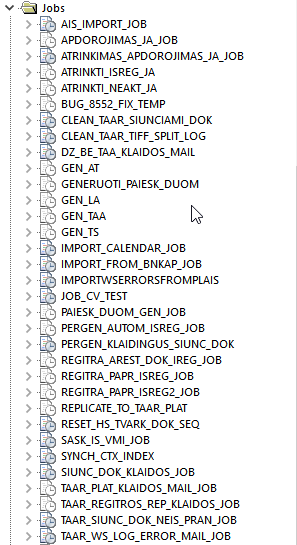 Jobs
AIS_IMPORT_JOB
APDOROJIMAS_JA_JOB
ATRINKIMAS_APDOROJIMAS_JA_JOB
ATRINKTI_ISREG_JA
ATRINKTI_NEAKT_JA
BUG_8552_FIX_TEMP
CLEAN_TAAR_SIUNCIAMI_DOK
CLEAN_TAAR_TIFF_SPLIT_LOG
DZ_BE_TAA_KLAIDOS_MAIL
GEN_AT
GENERUOTI_PAIESK_DUOM
GEN_LA
GEN_TAA
GEN_TS
IMPORT_CALENDAR_JOB
IMPORT_FROM_BNKAP_JOB
IMPORTWSERRORSFROMPLAIS
JOB_CV_TEST
PAIESK_DUOM_GEN_JOB
PERGEN_AUTOM_ISREG_JOB
PERGEN_KLAIDINGUS_SIUNC_DOK
REGITRA_AREST_DOK_IREG_JOB
REGITRA_PAPR_ISREG_JOB
REGITRA_PAPR_ISREG2_JOB
REPLICATE_TO_TAAR_PLAT
RESET_HS_TVARK_DOK_SEQ
SASK_IS_VMI_JOB
SYNCH_CTX_INDEX
SIUNC_DOK_KLAIDOS_JOB
TAAR_PLAT_KLAIDOS_MAIL_JOB
TAAR_REGITROS_REP_KLAIDOS_JOB
TAAR_SIUNC_DOK_NEIS_PRAN_JOB
TAAR_WS_LOG_ERROR_MAIL_JOB